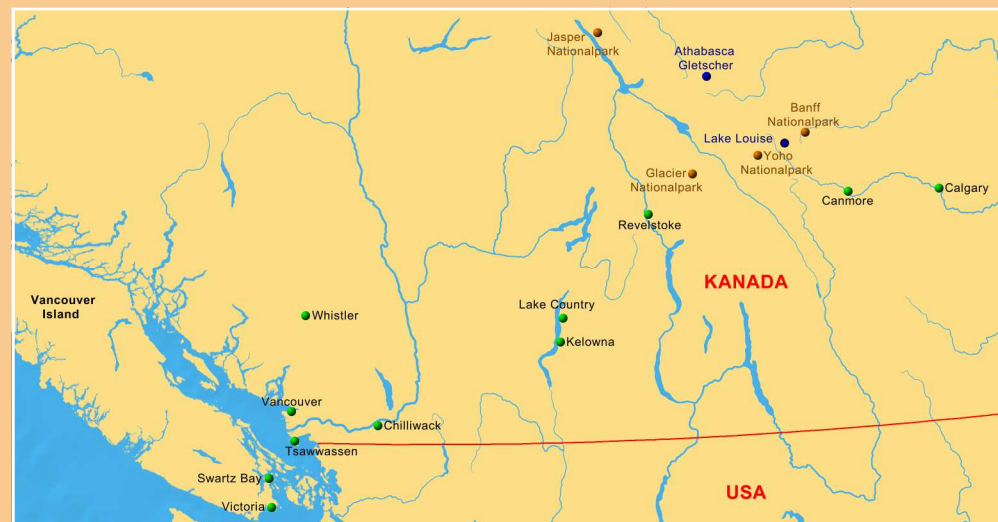 Jasper
Nationalpark
Athabasca
Gletscher
Banff
Nationalpark
Lake Louise
Yoho
Nationalpark
Glacier
Nationalpark
Canmore
Calgary
Revelstoke
KANADA
Vancouver
Island
Whistler
Lake Country
Kelowna
Vancouver
Chilliwack
Tsawwassen
Swartz Bay
USA
Victoria